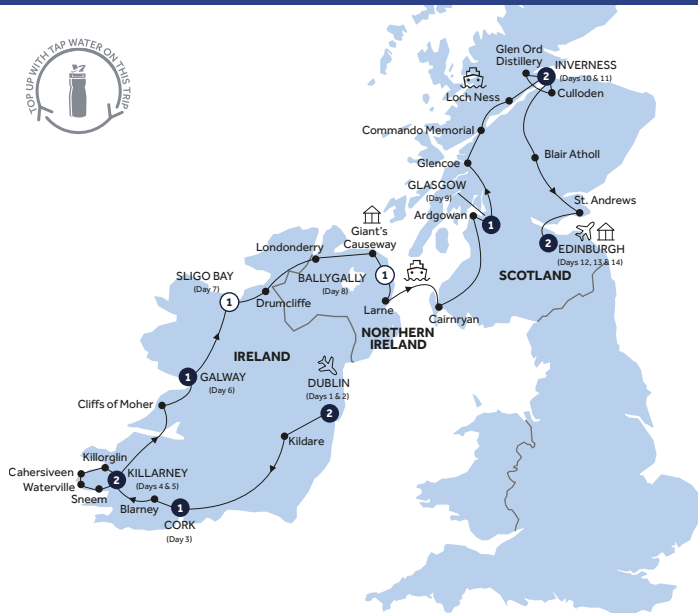 TOP UP WITH TAP WATER ON THIS TRIP
Glen Ord
Distillery
2
INVERNESS
(Days 10 & 11)
Culloden
Loch Ness
Commando Memorial
Blair Atholl
Glencoe
GLASGOW
(Day 9)
St. Andrews
Ardgowan
1
2
EDINBURGH
(Days 12, 13 & 14)
SCOTLAND
Giant's
Causeway
Londonderry
SLIGO BAY
(Day 7)
1
BALLYGALLY
(Day 8)
1
Drumcliffe
Larne
Cairnryan
NORTHERN
IRELAND
IRELAND
1
GALWAY
(Day 6)
DUBLIN
(Days 1 & 2)
2
Cliffs of Moher
Kildare
Killorglin
Cahersiveen
2
KILLARNEY
(Days 4 & 5)
Waterville
Sneem
Blarney
1
CORK
(Day 3)